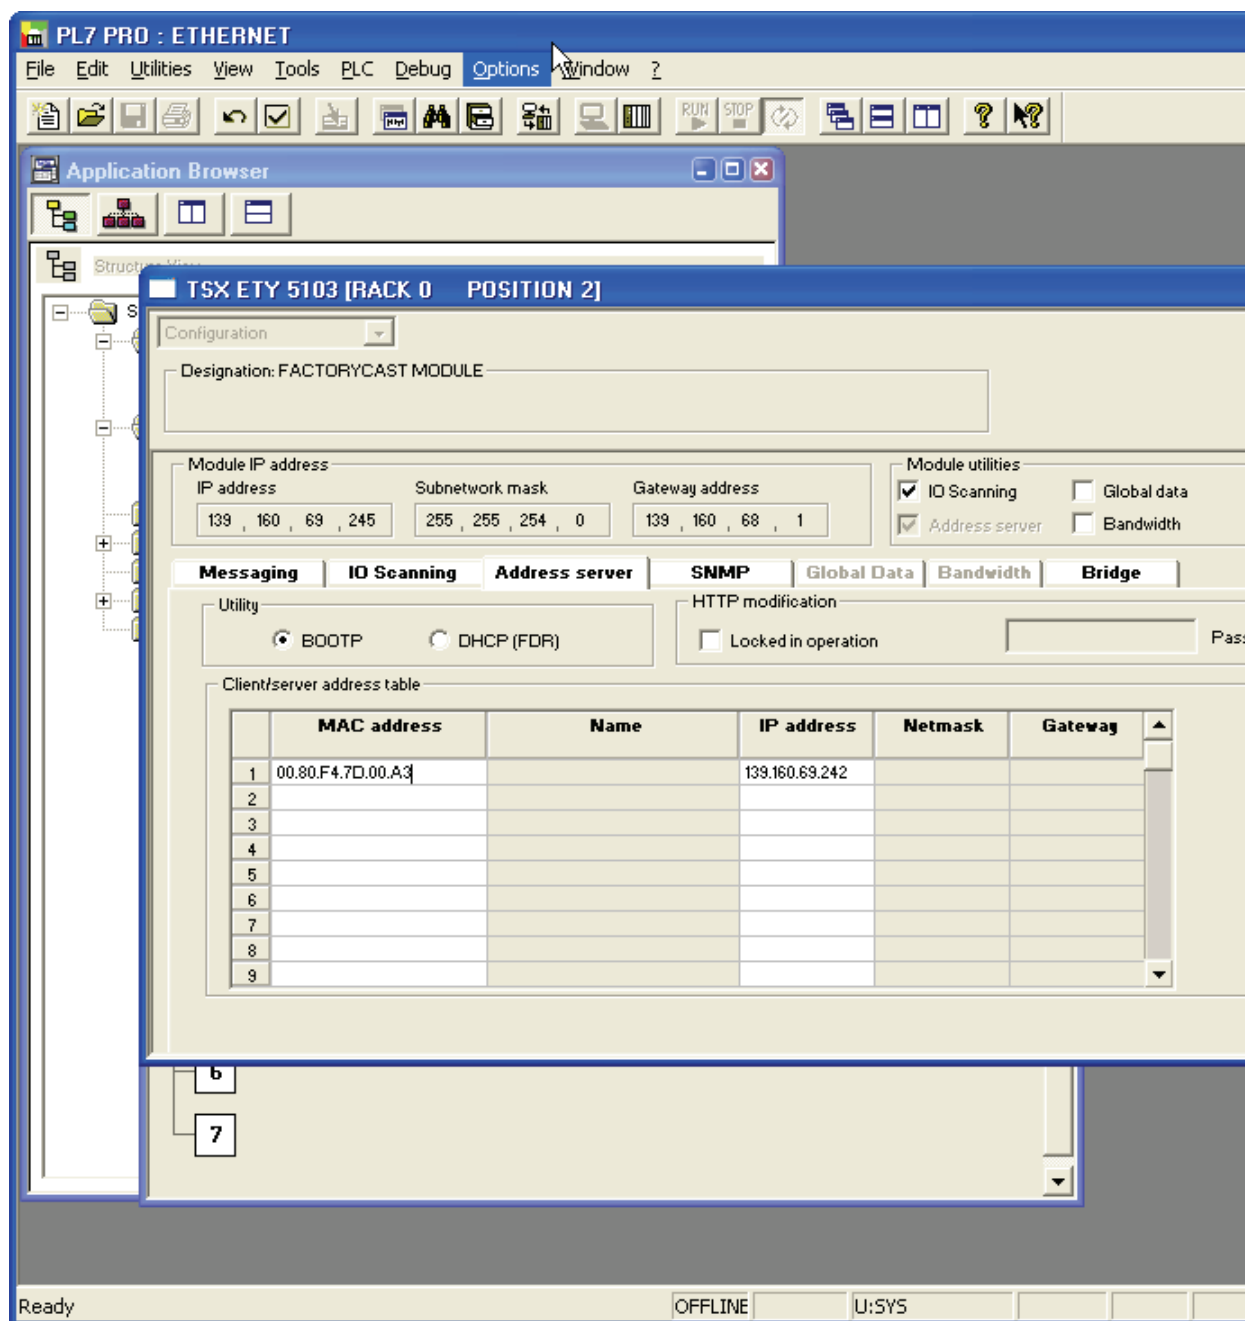 PL7 PRO : ETHERNET
File Edit Utilities View Tools PLC Debug Options Window ?
RUN STOP
Application Browser
TSX ETY 5103 [RACK 0 POSITION 2]
Configuration
Designation: FACTORYCAST MODULE
Module IP address
Module utilities
IP address Subnetwork mask Gateway address
IO Scanning Global data
139 , 160 , 69 , 245 255 , 255 , 254 , 0 139 , 160 , 68 , 1
Address server Bandwidth
Messaging IO Scanning Address server SNMP Global Data Bandwidth Bridge
Utility
HTTP modification
BOOTP DHCP (FDR)
Locked in operation
Client/server address table
MAC address Name IP address Netmask Gateway
1 00.80.F4.7D.00.A3 139.160.69.242
2
3
4
5
6
7
8
9
6
7
Ready OFFLINE U:SYS